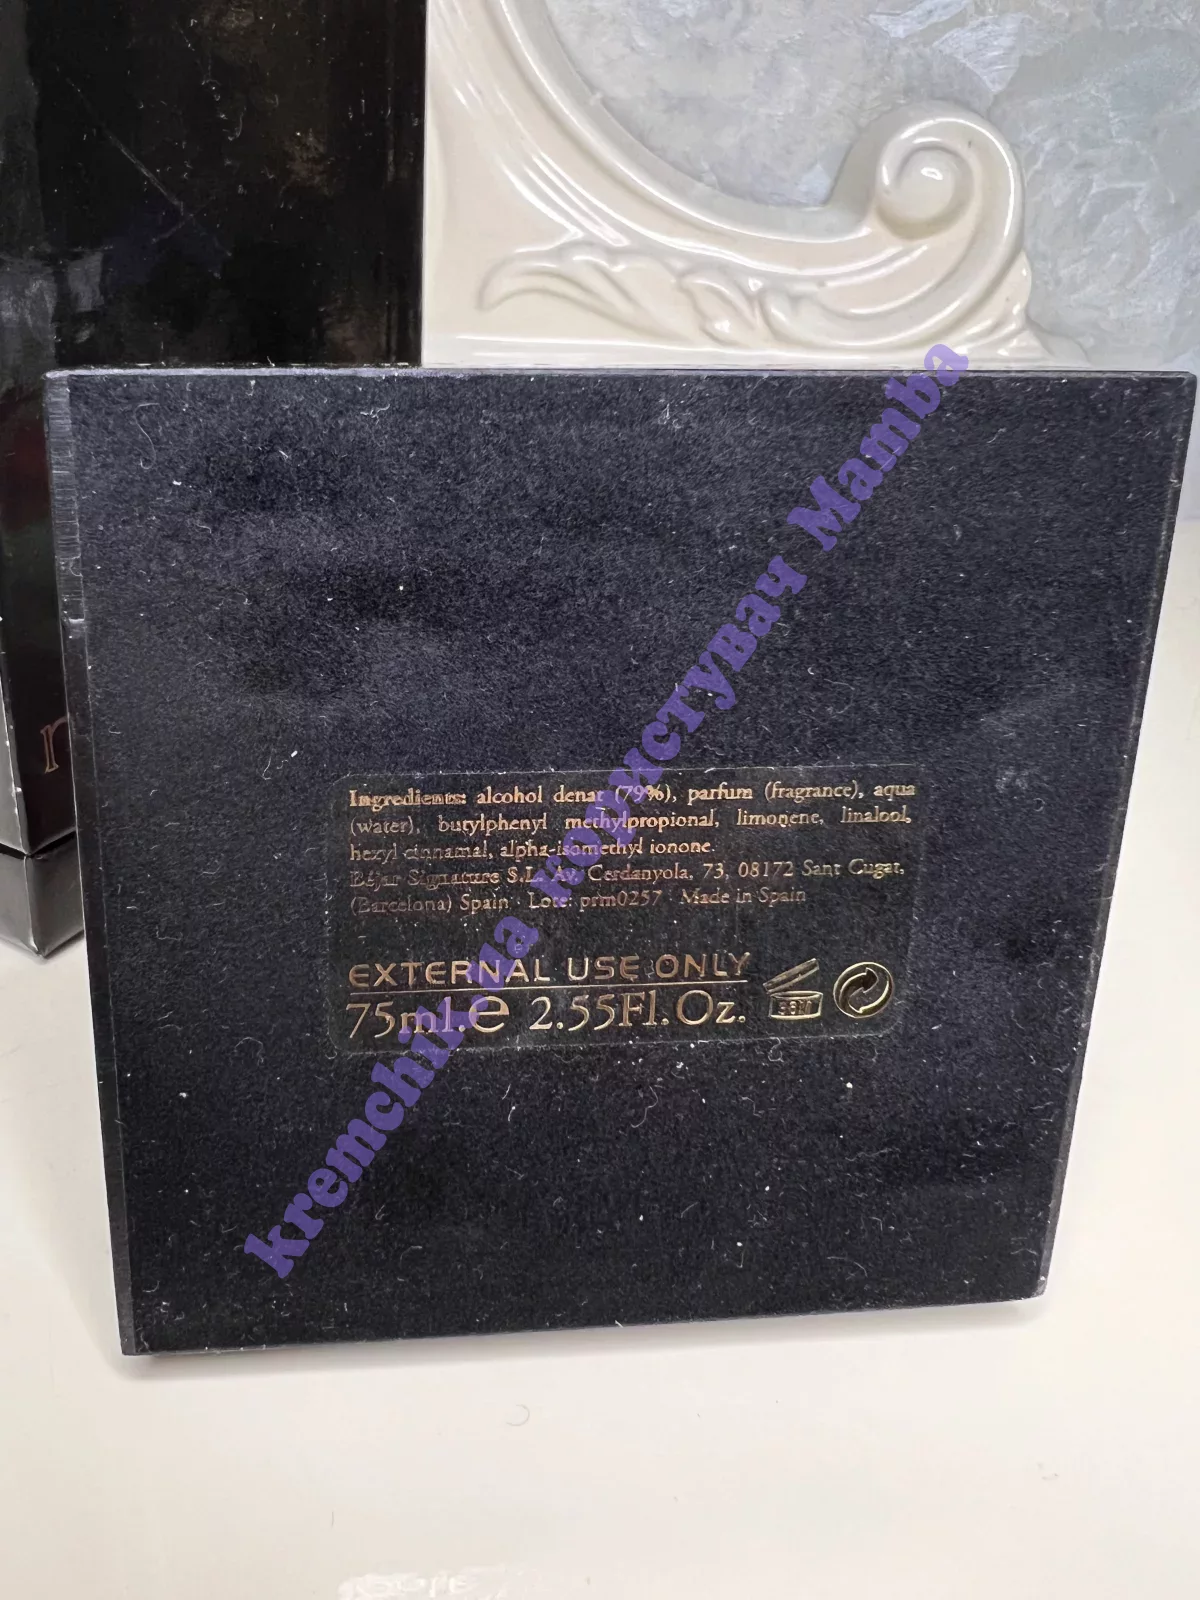 n
Ingredients: alcohol denat (79%), parfum (fragrance), aqua
(water), butylphenyl methylpropional, limonene, linalool,
hexyl cinnamal, alpha-isomethyl ionone.
Béjar Signature S.L. Av. Cerdanyola, 73, 08172 Sant Cugat,
(Barcelona) Spain · Lote: prm0257 · Made in Spain
EXTERNAL USE ONLY
75ml.e 2.55Fl.Oz.
kremchik.ua користувач Mamba